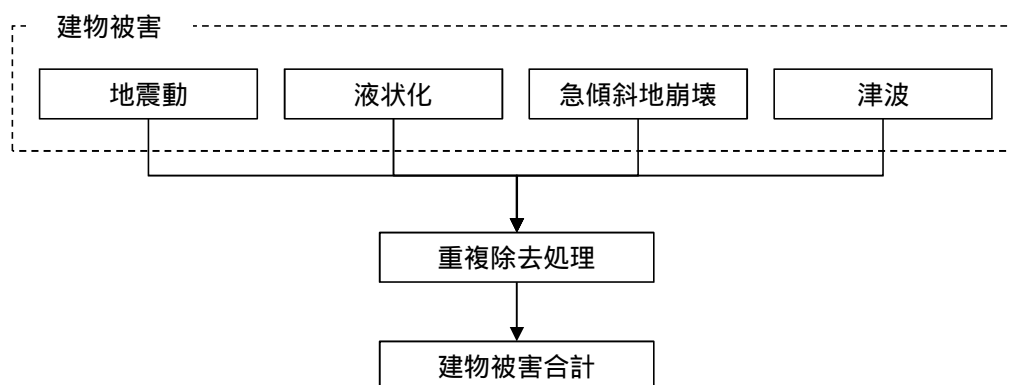 建物被害
地震動
液状化
急傾斜地崩壊
津波
重複除去処理
建物被害合計